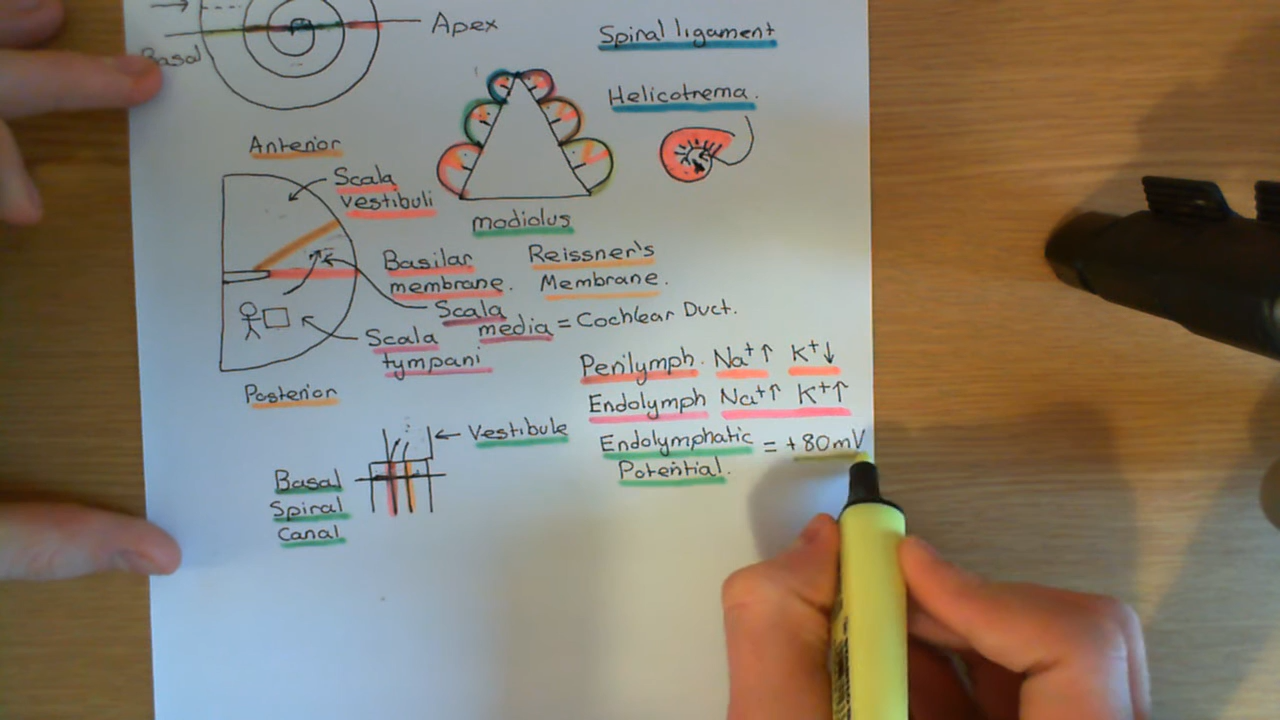 Apex
Basal
Spiral ligament
Helicotrema.
Anterior
Scala
vestibuli
modiolus
Basilar
membrane.
Reissner's
Membrane.
Scala
media = Cochlear Duct.
Scala
tympani
Posterior
Perilymph. Na+↑ K+↓
Endolymph Na+↑ K+↑
Endolymphatic = +80mV
Potential.
Vestibule
Basal
Spiral
Canal